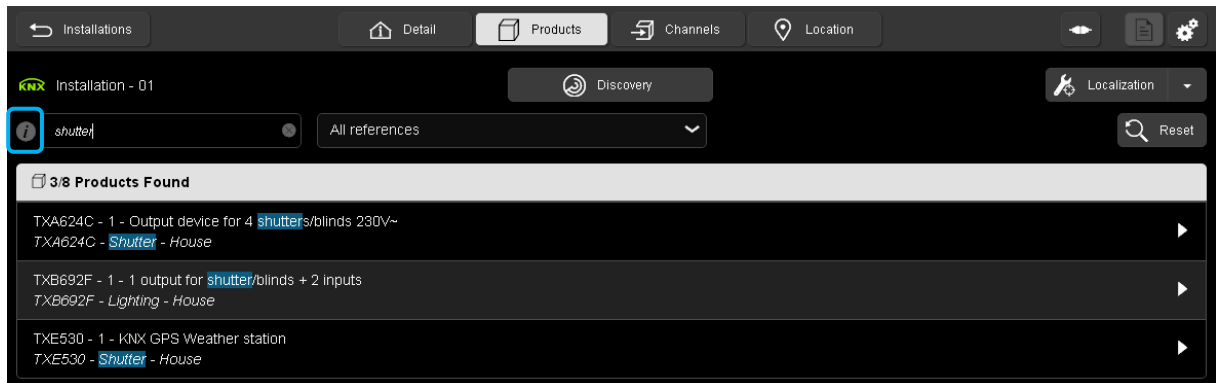 Installations
Detail
Products
Channels
Location
KNX Installation - 01
Discovery
Localization
i
shutter
All references
Reset
3/8 Products Found
TXA624C - 1 - Output device for 4 shutters/blinds 230V~
TXA624C - Shutter - House
TXB692F - 1 - 1 output for shutter/blinds + 2 inputs
TXB692F - Lighting - House
TXE530 - 1 - KNX GPS Weather station
TXE530 - Shutter - House